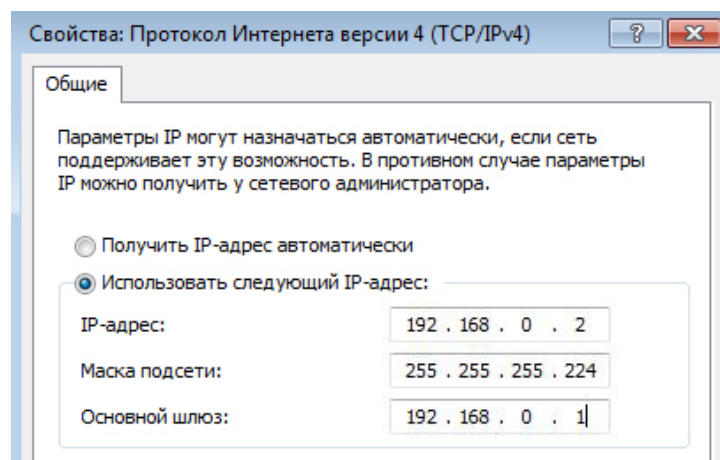 Свойства: Протокол Интернета версии 4 (TCP/IPv4)
?
Общие
Параметры IP могут назначаться автоматически, если сеть
поддерживает эту возможность. В противном случае параметры
IP можно получить у сетевого администратора.
Получить IP-адрес автоматически
Использовать следующий IP-адрес:
IP-адрес: 192 . 168 . 0 . 2
Маска подсети: 255 . 255 . 255 . 224
Основной шлюз: 192 . 168 . 0 . 1